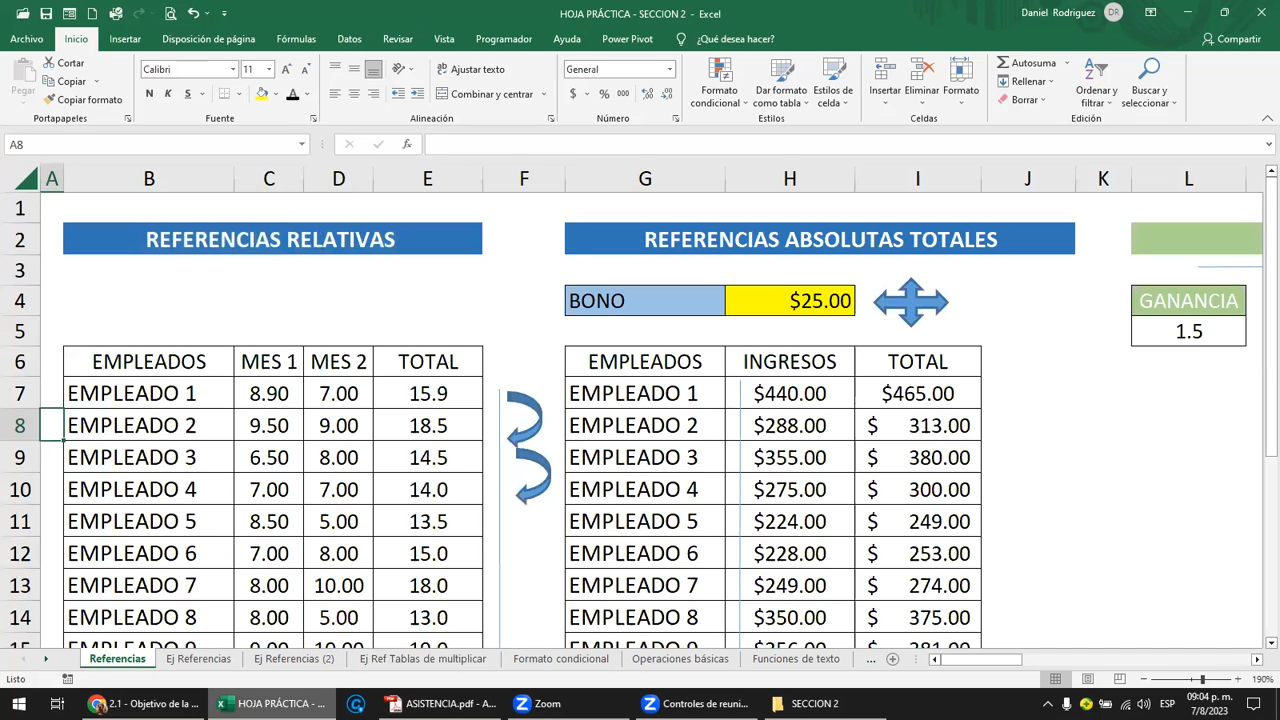 HOJA PRÁCTICA - SECCION 2 - Excel
Daniel Rodriguez DR
Archivo Inicio Insertar Disposición de página Fórmulas Datos Revisar Vista Programador Ayuda Power Pivot ¿Qué desea hacer? Compartir
Pegar
Cortar
Copiar
Copiar formato
Portapapeles
Calibri 11
N K S A
Fuente
Ajustar texto
Combinar y centrar
Alineación
General
$ % 000
Número
Formato condicional
Dar formato como tabla
Estilos de celda
Estilos
Insertar Eliminar Formato
Celdas
Autosuma
Rellenar
Borrar
Ordenar y filtrar
Buscar y seleccionar
Edición
A8 fx
A B C D E F G H I J K L
1
2 REFERENCIAS RELATIVAS REFERENCIAS ABSOLUTAS TOTALES
3
4 BONO $25.00 GANANCIA
5 1.5
6 EMPLEADOS MES 1 MES 2 TOTAL EMPLEADOS INGRESOS TOTAL
7 EMPLEADO 1 8.90 7.00 15.9 EMPLEADO 1 $440.00 $465.00
8 EMPLEADO 2 9.50 9.00 18.5 EMPLEADO 2 $288.00 $ 313.00
9 EMPLEADO 3 6.50 8.00 14.5 EMPLEADO 3 $355.00 $ 380.00
10 EMPLEADO 4 7.00 7.00 14.0 EMPLEADO 4 $275.00 $ 300.00
11 EMPLEADO 5 8.50 5.00 13.5 EMPLEADO 5 $224.00 $ 249.00
12 EMPLEADO 6 7.00 8.00 15.0 EMPLEADO 6 $228.00 $ 253.00
13 EMPLEADO 7 8.00 10.00 18.0 EMPLEADO 7 $249.00 $ 274.00
14 EMPLEADO 8 8.00 5.00 13.0 EMPLEADO 8 $350.00 $ 375.00
Referencias Ej Referencias Ej Referencias (2) Ej Ref Tablas de multiplicar Formato condicional Operaciones básicas Funciones de texto ...
Listo 190%
2.1 - Objetivo de la ... HOJA PRÁCTICA - ... ASISTENCIA.pdf - A... Zoom Controles de reuni... SECCION 2 ESP 09:04 p. m.
7/8/2023